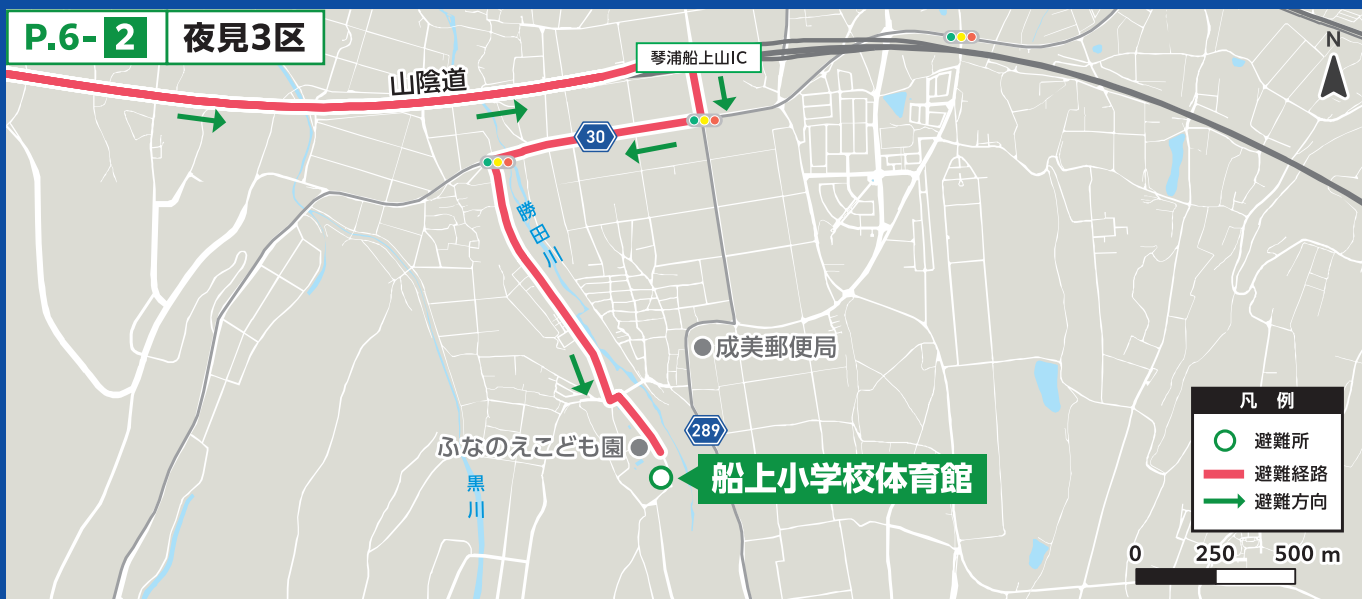 P.6-2 夜見3区
琴浦船上山IC
N
山陰道
30
勝田川
成美郵便局
289
ふなのえこども園
船上小学校体育館
黒川
凡 例
避難所
避難経路
避難方向
0 250 500 m